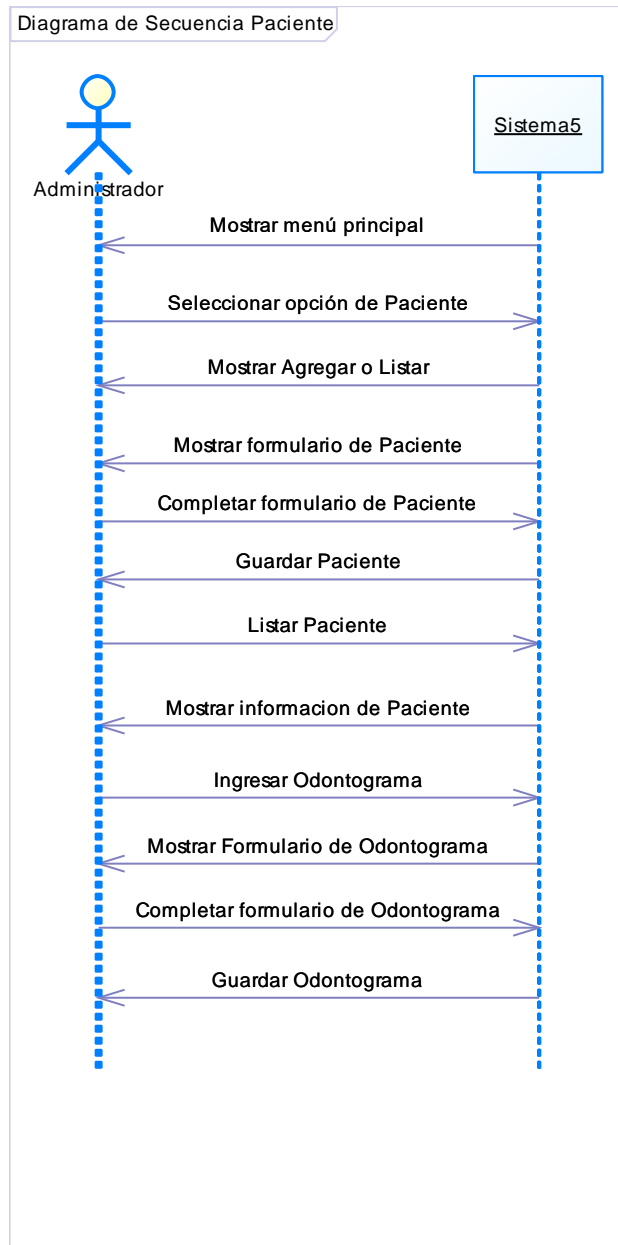 Diagrama de Secuencia Paciente
Sistema5
Administrador
Mostrar menú principal
Seleccionar opción de Paciente
Mostrar Agregar o Listar
Mostrar formulario de Paciente
Completar formulario de Paciente
Guardar Paciente
Listar Paciente
Mostrar informacion de Paciente
Ingresar Odontograma
Mostrar Formulario de Odontograma
Completar formulario de Odontograma
Guardar Odontograma